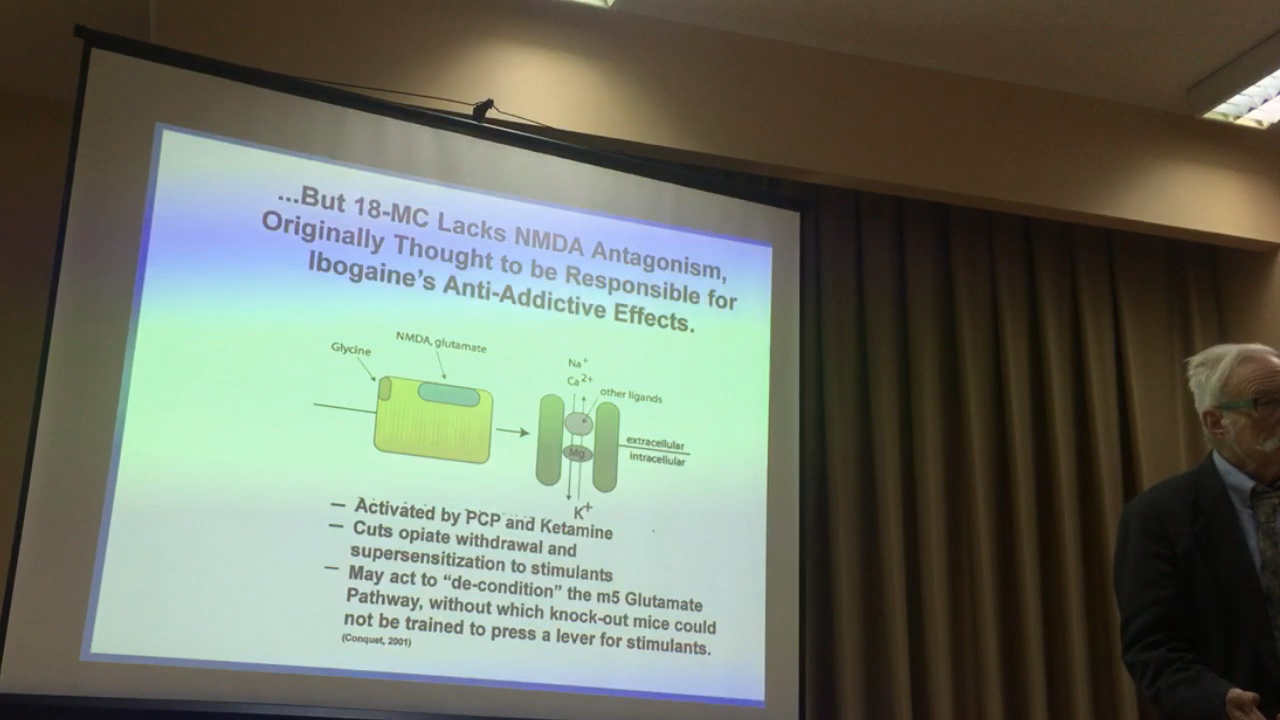 ...But 18-MC Lacks NMDA Antagonism,
Originally Thought to be Responsible for
Ibogaine's Anti-Addictive Effects.
Glycine
NMDA, glutamate
Na+
Ca2+
other ligands
Mg
extracellular
intracellular
K+
– Activated by PCP and Ketamine
– Cuts opiate withdrawal and
supersensitization to stimulants
– May act to "de-condition" the m5 Glutamate
Pathway, without which knock-out mice could
not be trained to press a lever for stimulants.
(Conquet, 2001)